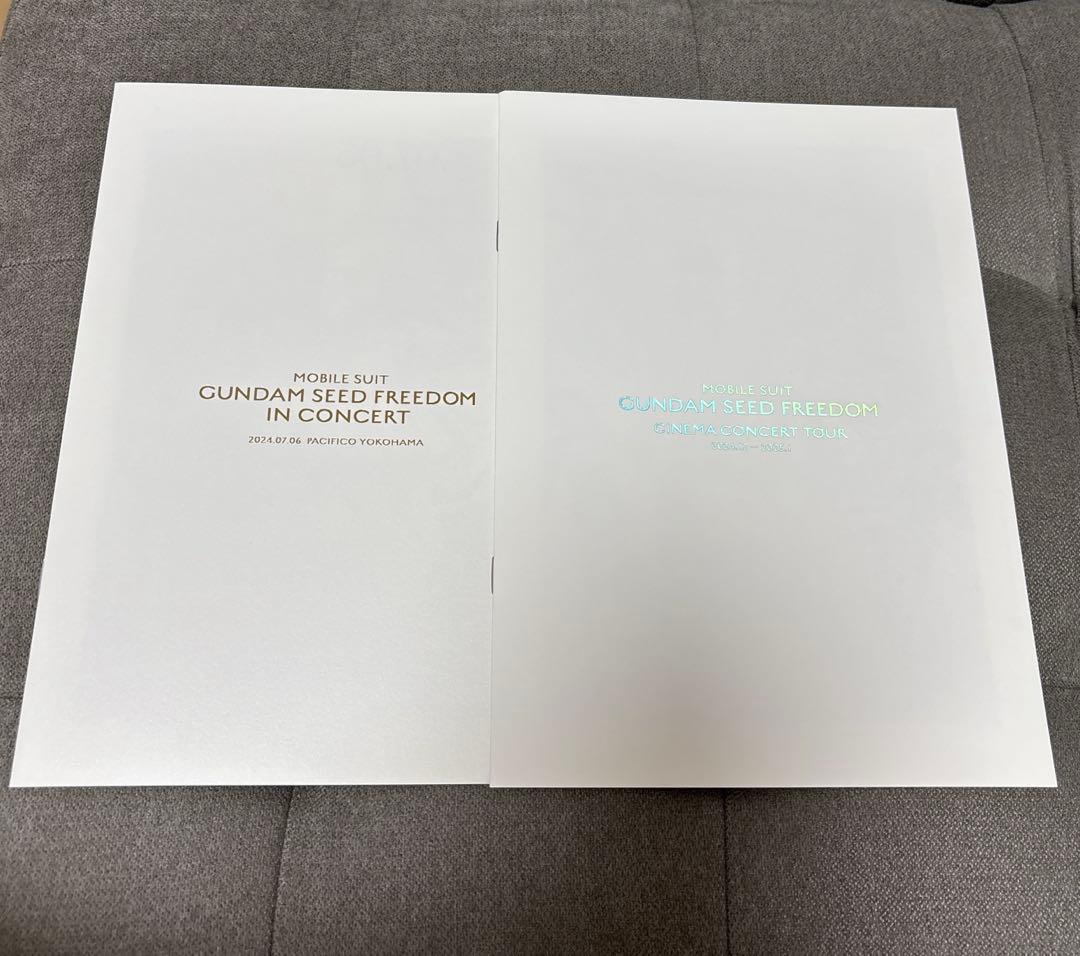 MOBILE SUIT
GUNDAM SEED FREEDOM
IN CONCERT
2024.07.06 PACIFICO YOKOHAMA
MOBILE SUIT
GUNDAM SEED FREEDOM
CINEMA CONCERT TOUR